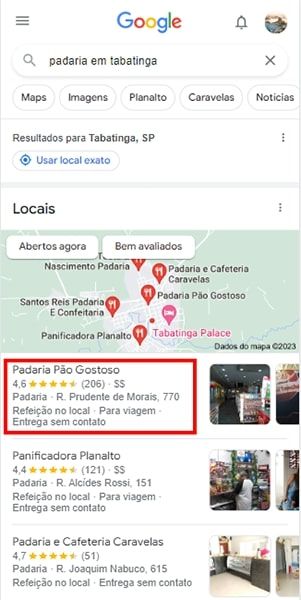 Google
padaria em tabatinga
Maps Imagens Planalto Caravelas Notícias
Resultados para Tabatinga, SP
Usar local exato
Locais
Abertos agora Bem avaliados
Nascimento Padaria
Padaria e Cafeteria
Caravelas
Santos Reis Padaria
E Confeitaria
Padaria Pão Gostoso
Tabatinga Palace
Panificadora Planalto
Dados do mapa ©2023
Padaria Pão Gostoso
4,6 (206) · $$
Padaria · R. Prudente de Morais, 770
Refeição no local · Para viagem ·
Entrega sem contato
Panificadora Planalto
4,4 (121) · $$
Padaria · R. Alcídes Rossi, 151
Refeição no local · Para viagem ·
Entrega sem contato
Padaria e Cafeteria Caravelas
4,7 (51)
Padaria · R. Joaquim Nabuco, 615
Refeição no local · Entrega sem contato